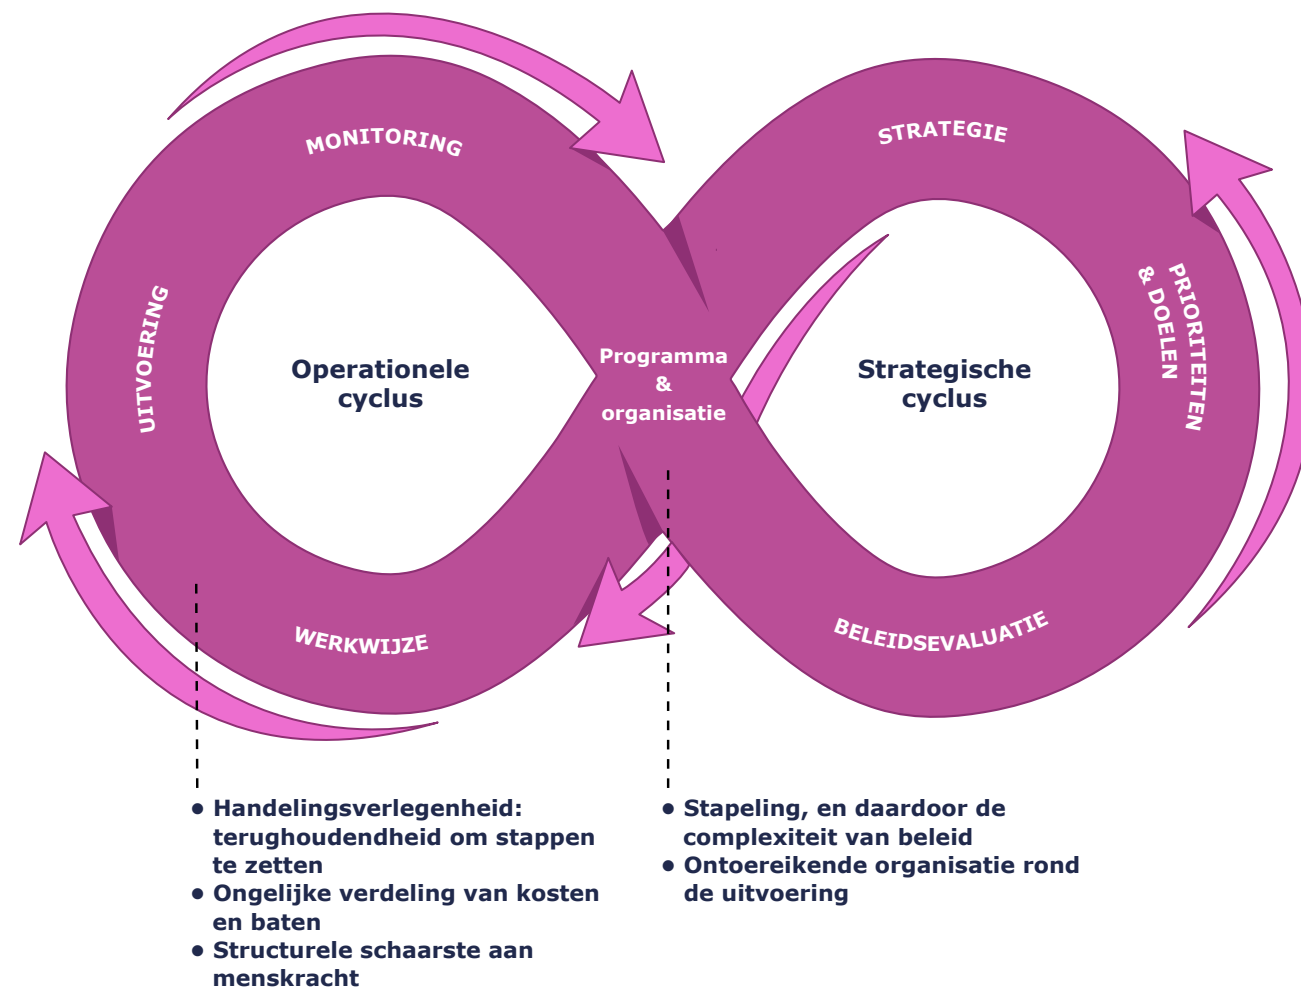 MONITORING
STRATEGIE
UITVOERING
PRIORITEITEN
& DOELEN
Operationele
cyclus
Programma
&
organisatie
Strategische
cyclus
WERKWIJZE
BELEIDSEVALUATIE
• Handelingsverlegenheid:
terughoudendheid om stappen
te zetten
• Ongelijke verdeling van kosten
en baten
• Structurele schaarste aan
menskracht
• Stapeling, en daardoor de
complexiteit van beleid
• Ontoereikende organisatie rond
de uitvoering